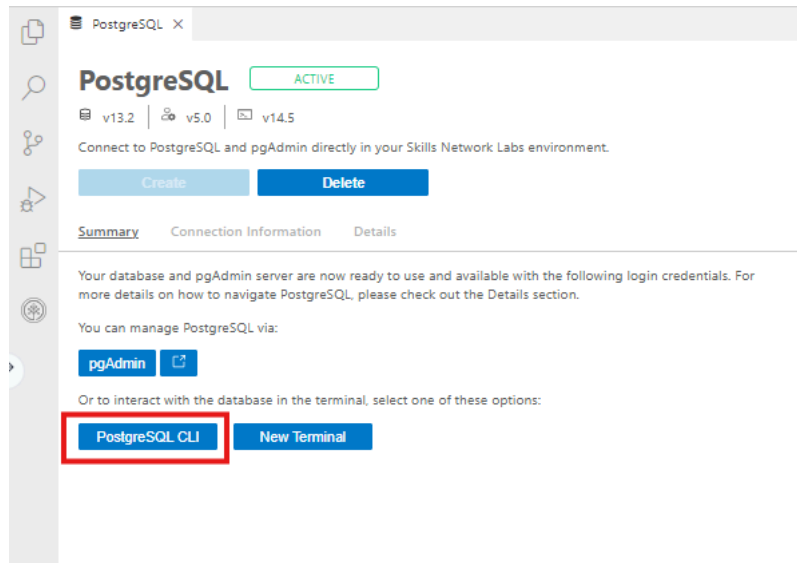 PostgreSQL
PostgreSQL ACTIVE
v13.2 v5.0 v14.5
Connect to PostgreSQL and pgAdmin directly in your Skills Network Labs environment.
Create Delete
Summary Connection Information Details
Your database and pgAdmin server are now ready to use and available with the following login credentials. For
more details on how to navigate PostgreSQL, please check out the Details section.
You can manage PostgreSQL via:
pgAdmin
Or to interact with the database in the terminal, select one of these options:
PostgreSQL CLI New Terminal